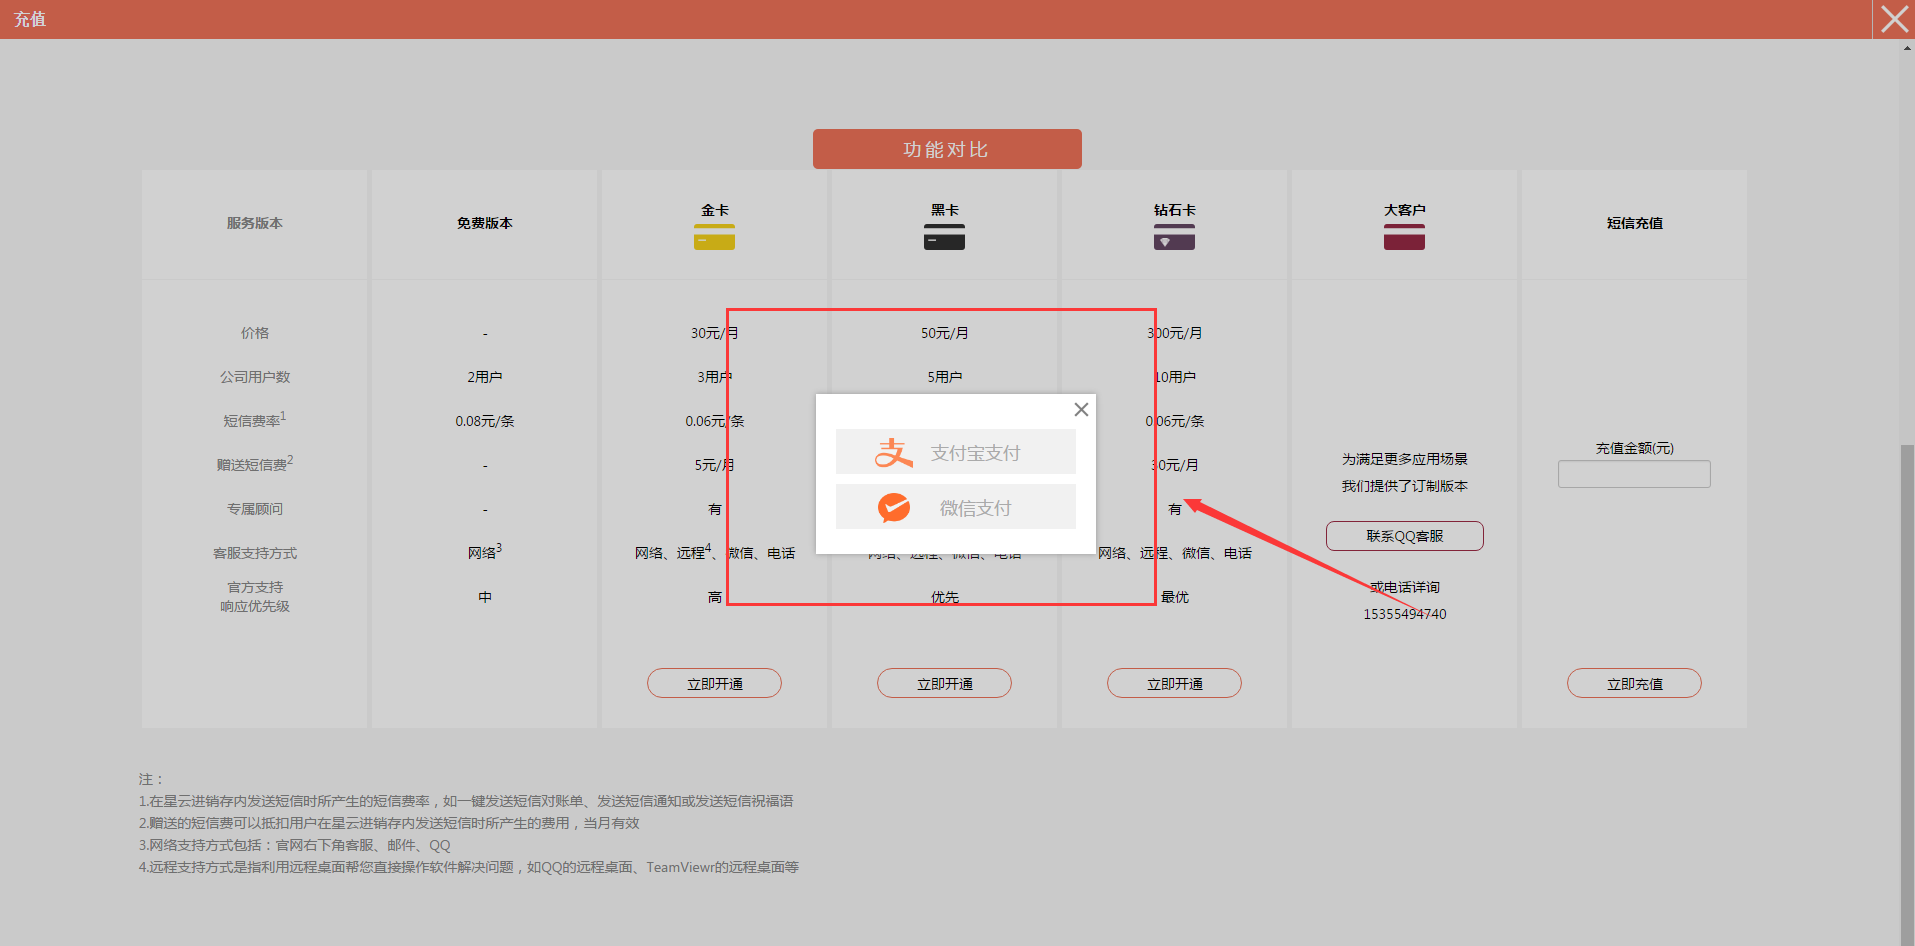 充值
功能对比
服务版本 免费版本 金卡 黑卡 钻石卡 大客户 短信充值
价格 - 30元/月 50元/月 300元/月
公司用户数 2用户 3用户 5用户 10用户
短信费率1 0.08元/条 0.06元/条 0.06元/条
赠送短信费2 - 5元/月 30元/月
专属顾问 - 有 有
客服支持方式 网络3 网络、远程4、微信、电话 网络、远程、微信、电话 网络、远程、微信、电话
官方支持
响应优先级 中 高 优先 最优
支付宝支付
微信支付
为满足更多应用场景
我们提供了订制版本
联系QQ客服
或电话详询
15355494740
充值金额(元)
立即开通 立即开通 立即开通 立即充值
注：
1.在星云进销存内发送短信时所产生的短信费率，如一键发送短信对账单、发送短信通知或发送短信祝福语
2.赠送的短信费可以抵扣用户在星云进销存内发送短信时所产生的费用，当月有效
3.网络支持方式包括：官网右下角客服、邮件、QQ
4.远程支持方式是指利用远程桌面帮您直接操作软件解决问题，如QQ的远程桌面、TeamViewr的远程桌面等